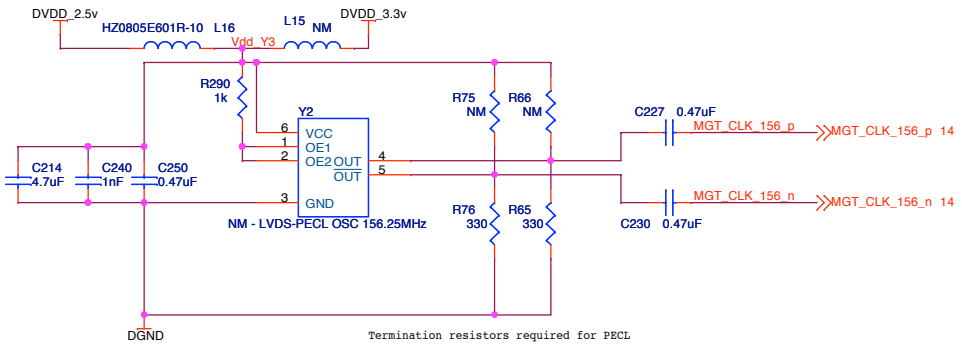 DVDD_2.5v
HZ0805E601R-10 L16
L15
NM
DVDD_3.3v
Vdd_Y3
R290
1k
Y2
6 VCC
1 OE1
2 OE2
OUT 4
OUT 5
3 GND
NM - LVDS-PECL OSC 156.25MHz
C214
4.7uF
C240
1nF
C250
0.47uF
R75
NM
R66
NM
R76
330
R65
330
C227 0.47uF
MGT_CLK_156_p
MGT_CLK_156_p 14
MGT_CLK_156_n
MGT_CLK_156_n 14
C230 0.47uF
DGND
Termination resistors required for PECL